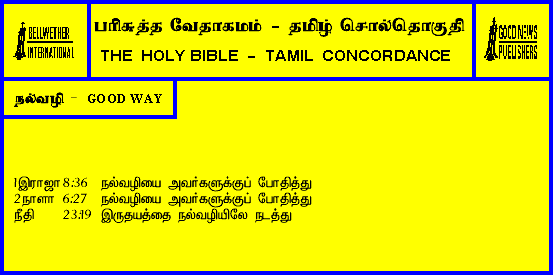 BELLWETHER
INTERNATIONAL
பரிசுத்த வேதாகமம் - தமிழ் சொல்தொகுதி
THE HOLY BIBLE - TAMIL CONCORDANCE
GOOD NEWS
PUBLISHERS
நல்வழி - GOOD WAY
1இராஜா 8:36 நல்வழியை அவர்களுக்குப் போதித்து
2நாளா 6:27 நல்வழியை அவர்களுக்குப் போதித்து
நீதி 23:19 இருதயத்தை நல்வழியிலே நடத்து